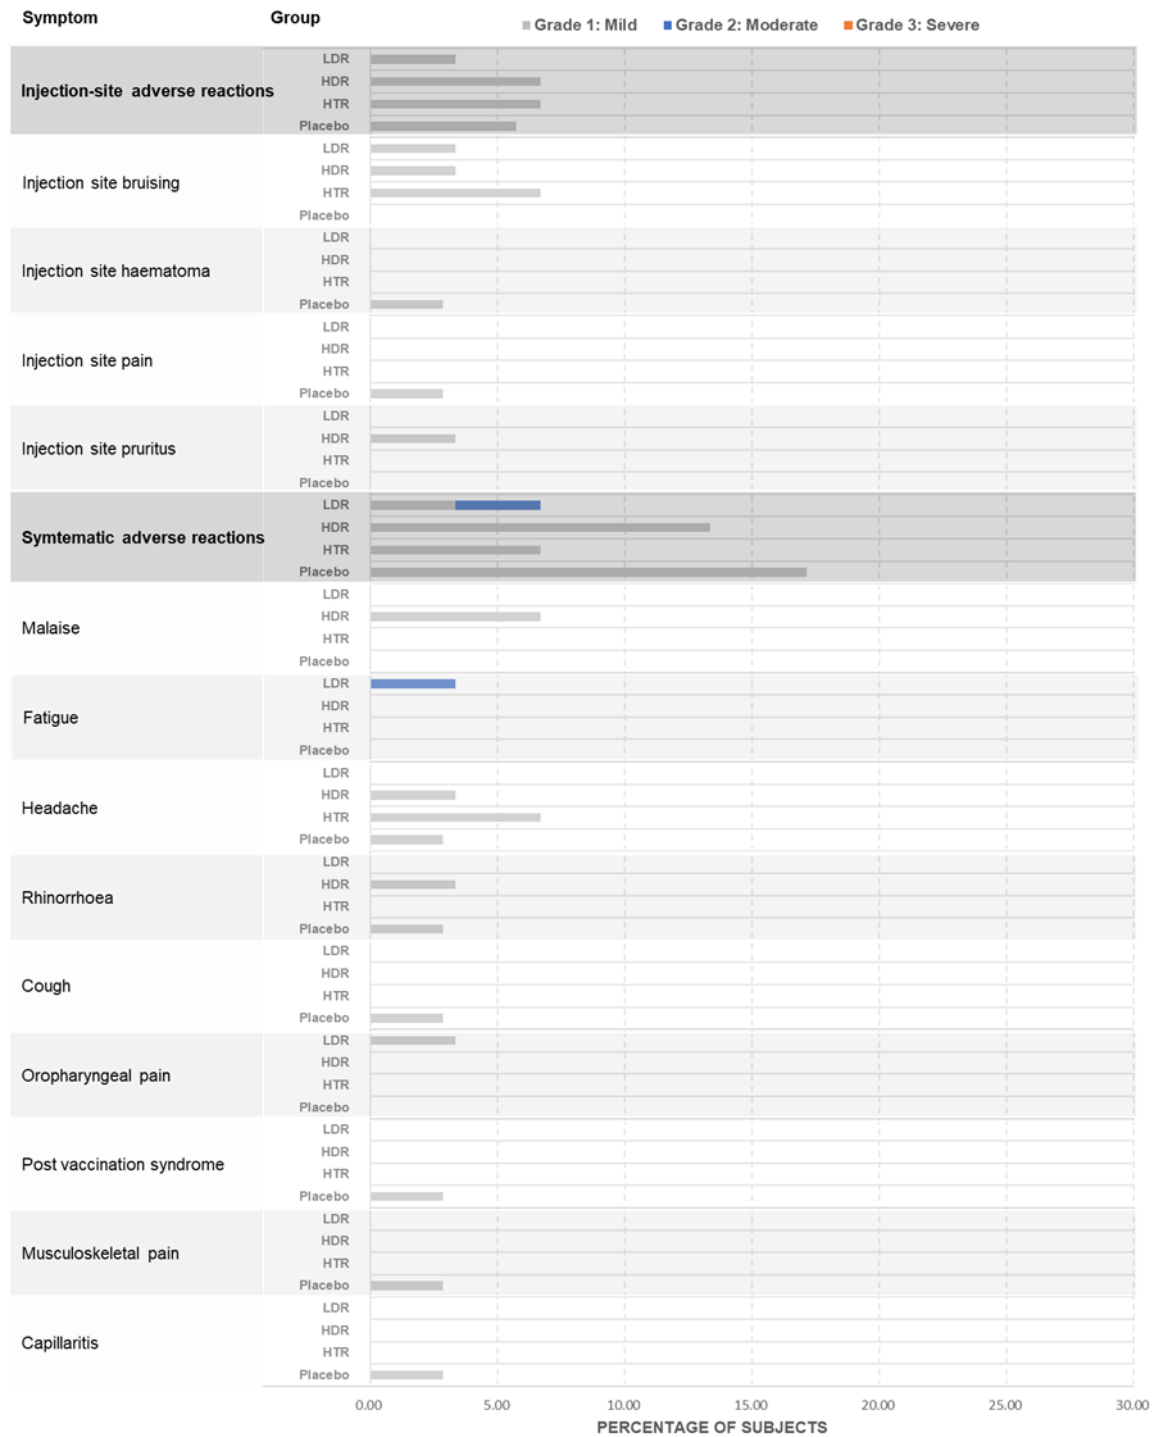 Symptom Group Grade 1: Mild Grade 2: Moderate Grade 3: Severe
Injection-site adverse reactions
LDR
HDR
HTR
Placebo
Injection site bruising
LDR
HDR
HTR
Placebo
Injection site haematoma
LDR
HDR
HTR
Placebo
Injection site pain
LDR
HDR
HTR
Placebo
Injection site pruritus
LDR
HDR
HTR
Placebo
Symtematic adverse reactions
LDR
HDR
HTR
Placebo
Malaise
LDR
HDR
HTR
Placebo
Fatigue
LDR
HDR
HTR
Placebo
Headache
LDR
HDR
HTR
Placebo
Rhinorrhoea
LDR
HDR
HTR
Placebo
Cough
LDR
HDR
HTR
Placebo
Oropharyngeal pain
LDR
HDR
HTR
Placebo
Post vaccination syndrome
LDR
HDR
HTR
Placebo
Musculoskeletal pain
LDR
HDR
HTR
Placebo
Capillaritis
LDR
HDR
HTR
Placebo
0.00 5.00 10.00 15.00 20.00 25.00 30.00
PERCENTAGE OF SUBJECTS